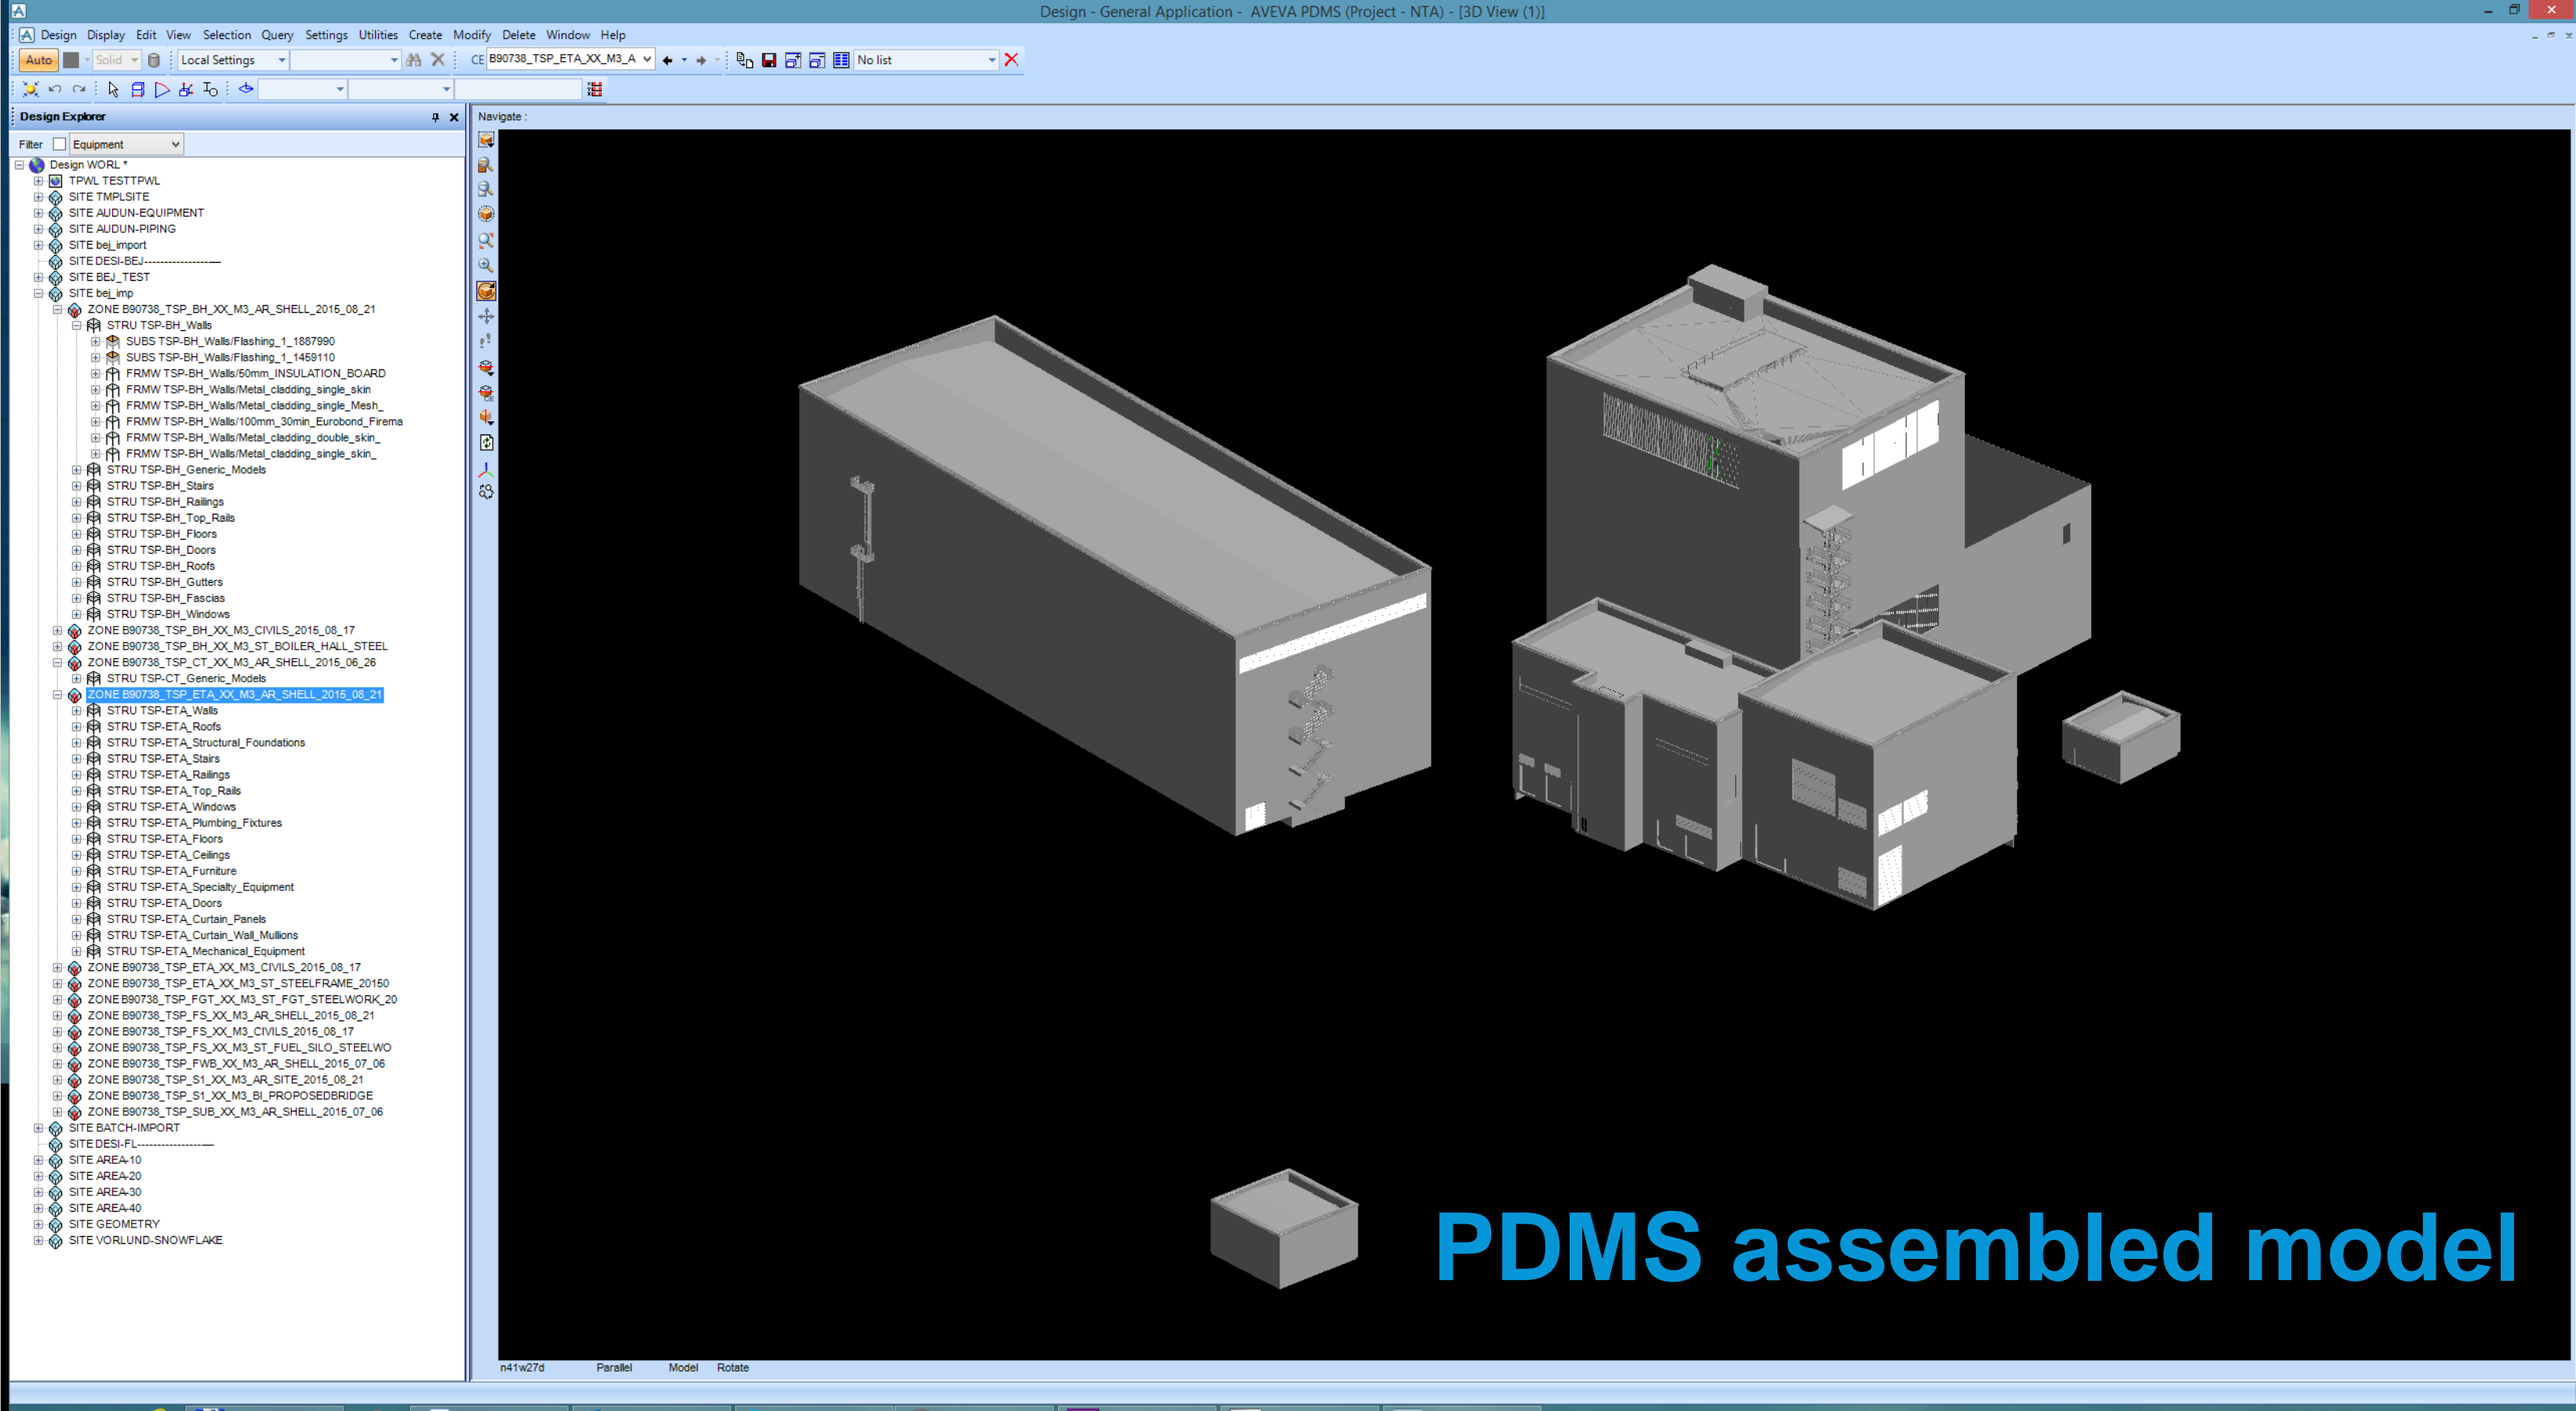 Design - General Application - AVEVA PDMS (Project - NTA) - [3D View (1)]
Design Display Edit View Selection Query Settings Utilities Create Modify Delete Window Help
Auto Solid Local Settings CE B90738_TSP_ETA_XX_M3_A No list
Design Explorer
Navigate :
Filter Equipment
Design WORL *
TPWL TESTTPWL
SITE TMPLSITE
SITE AUDUN-EQUIPMENT
SITE AUDUN-PIPING
SITE bej_import
SITE DESI-BEJ-----------------
SITE BEJ_TEST
SITE bej_imp
ZONE B90738_TSP_BH_XX_M3_AR_SHELL_2015_08_21
STRU TSP-BH_Walls
SUBS TSP-BH_Walls/Flashing_1_1887990
SUBS TSP-BH_Walls/Flashing_1_1459110
FRMW TSP-BH_Walls/50mm_INSULATION_BOARD
FRMW TSP-BH_Walls/Metal_cladding_single_skin
FRMW TSP-BH_Walls/Metal_cladding_single_Mesh_
FRMW TSP-BH_Walls/100mm_30min_Eurobond_Firema
FRMW TSP-BH_Walls/Metal_cladding_double_skin_
FRMW TSP-BH_Walls/Metal_cladding_single_skin_
STRU TSP-BH_Generic_Models
STRU TSP-BH_Stairs
STRU TSP-BH_Railings
STRU TSP-BH_Top_Rails
STRU TSP-BH_Floors
STRU TSP-BH_Doors
STRU TSP-BH_Roofs
STRU TSP-BH_Gutters
STRU TSP-BH_Fascias
STRU TSP-BH_Windows
ZONE B90738_TSP_BH_XX_M3_CIVILS_2015_08_17
ZONE B90738_TSP_BH_XX_M3_ST_BOILER_HALL_STEEL
ZONE B90738_TSP_CT_XX_M3_AR_SHELL_2015_06_26
STRU TSP-CT_Generic_Models
ZONE B90738_TSP_ETA_XX_M3_AR_SHELL_2015_08_21
STRU TSP-ETA_Walls
STRU TSP-ETA_Roofs
STRU TSP-ETA_Structural_Foundations
STRU TSP-ETA_Stairs
STRU TSP-ETA_Railings
STRU TSP-ETA_Top_Rails
STRU TSP-ETA_Windows
STRU TSP-ETA_Plumbing_Fixtures
STRU TSP-ETA_Floors
STRU TSP-ETA_Ceilings
STRU TSP-ETA_Furniture
STRU TSP-ETA_Specialty_Equipment
STRU TSP-ETA_Doors
STRU TSP-ETA_Curtain_Panels
STRU TSP-ETA_Curtain_Wall_Mullions
STRU TSP-ETA_Mechanical_Equipment
ZONE B90738_TSP_ETA_XX_M3_CIVILS_2015_08_17
ZONE B90738_TSP_ETA_XX_M3_ST_STEELFRAME_20150
ZONE B90738_TSP_FGT_XX_M3_ST_FGT_STEELWORK_20
ZONE B90738_TSP_FS_XX_M3_AR_SHELL_2015_08_21
ZONE B90738_TSP_FS_XX_M3_CIVILS_2015_08_17
ZONE B90738_TSP_FS_XX_M3_ST_FUEL_SILO_STEELWO
ZONE B90738_TSP_FWB_XX_M3_AR_SHELL_2015_07_06
ZONE B90738_TSP_S1_XX_M3_AR_SITE_2015_08_21
ZONE B90738_TSP_S1_XX_M3_BI_PROPOSEDBRIDGE
ZONE B90738_TSP_SUB_XX_M3_AR_SHELL_2015_07_06
SITE BATCH-IMPORT
SITE DESI-FL-----------------
SITE AREA-10
SITE AREA-20
SITE AREA-30
SITE AREA-40
SITE GEOMETRY
SITE VORLUND-SNOWFLAKE
PDMS assembled model
n41w27d Parallel Model Rotate